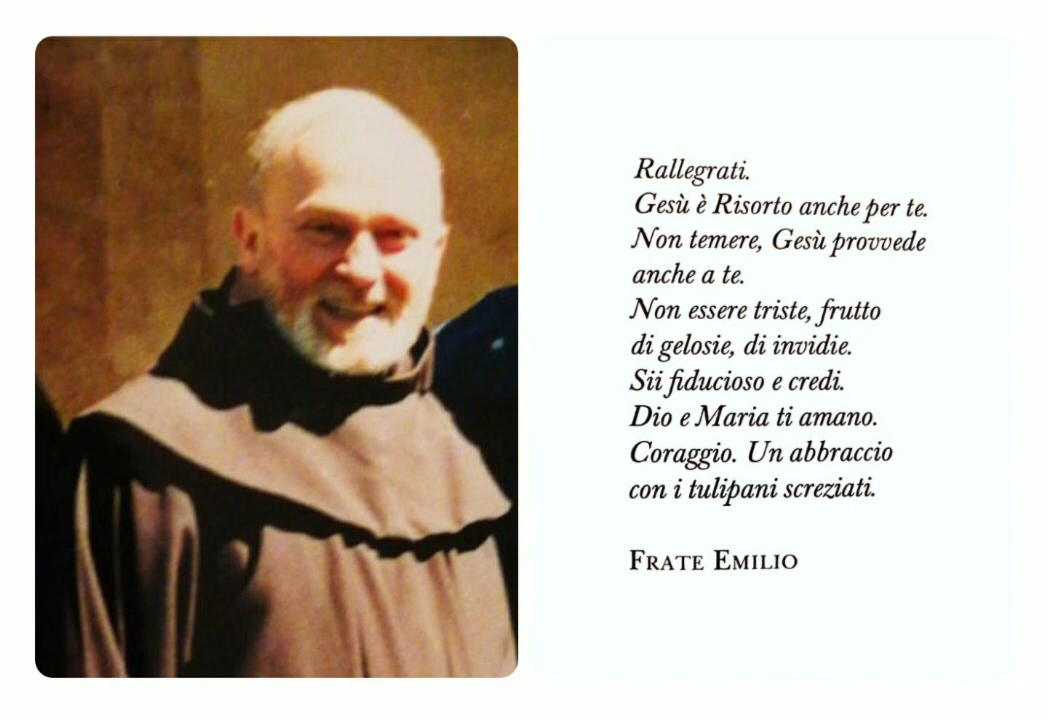 Rallegrati.
Gesù è Risorto anche per te.
Non temere, Gesù provvede
anche a te.
Non essere triste, frutto
di gelosie, di invidie.
Sii fiducioso e credi.
Dio e Maria ti amano.
Coraggio. Un abbraccio
con i tulipani screziati.
FRATE EMILIO